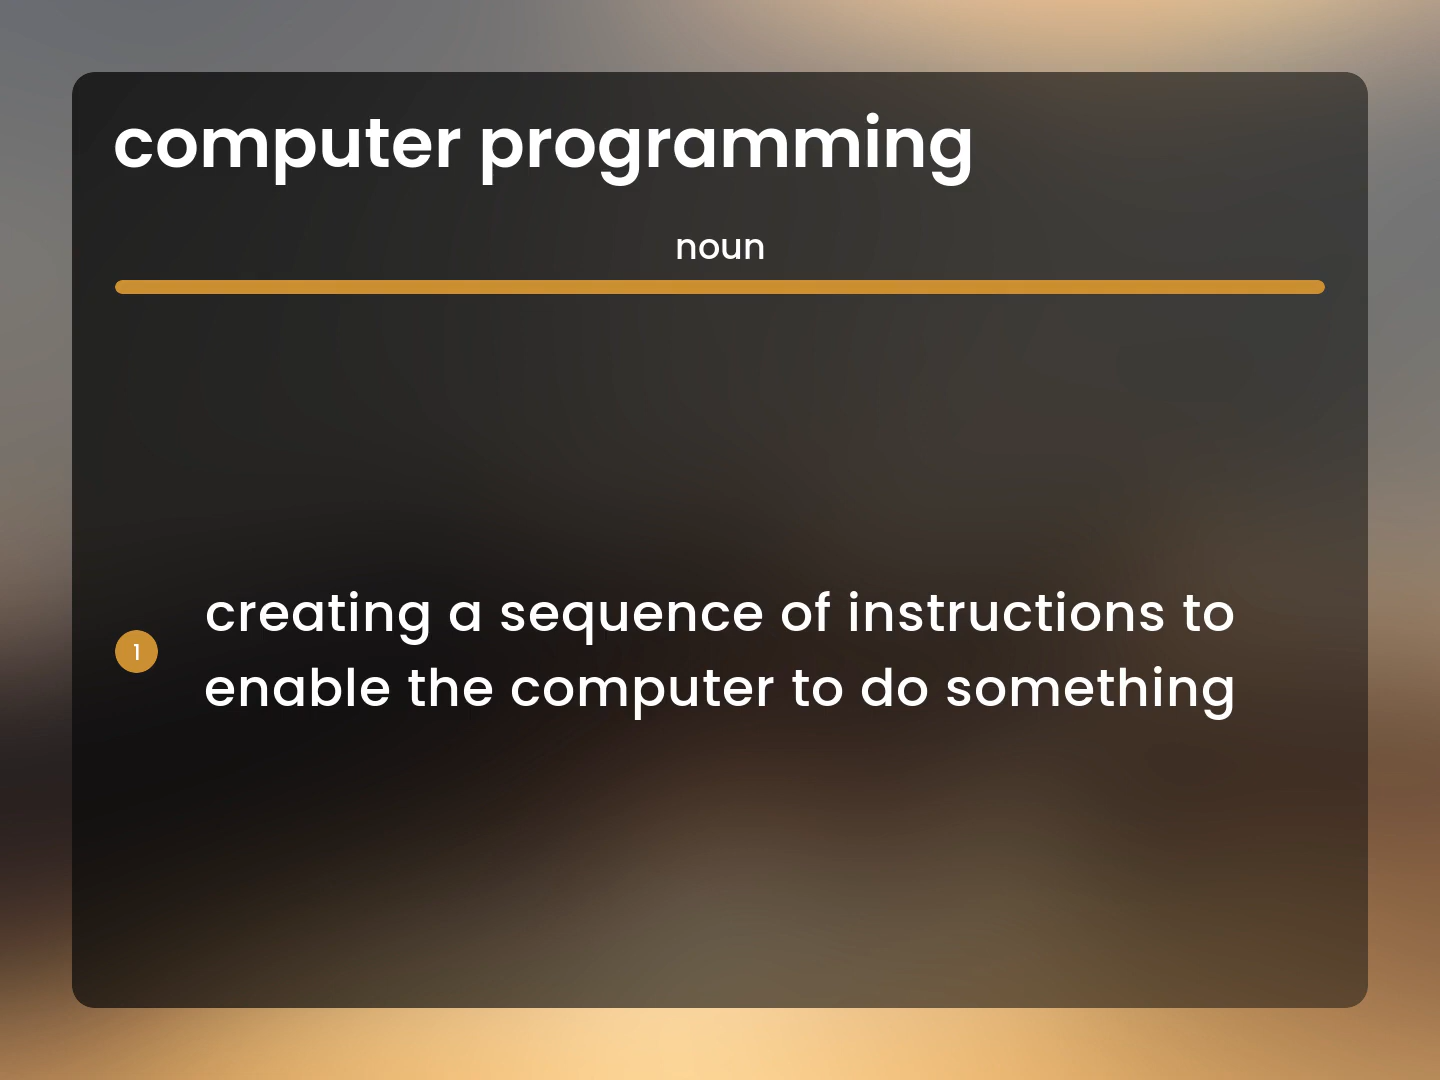 computer programming
noun
1
creating a sequence of instructions to
enable the computer to do something